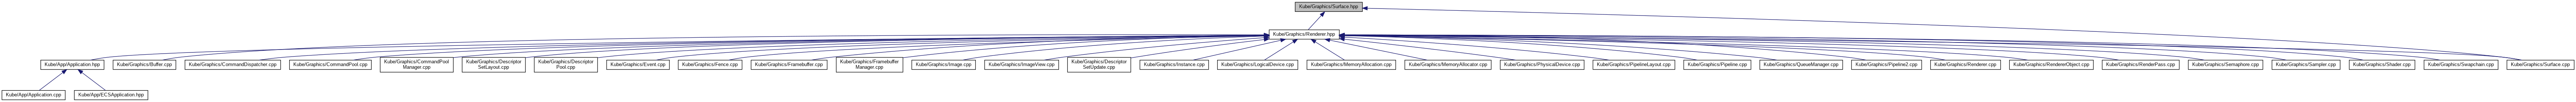 Kube/Graphics/Surface.hpp
Kube/Graphics/Renderer.hpp
Kube/App/Application.hpp
Kube/Graphics/Buffer.cpp
Kube/Graphics/CommandDispatcher.cpp
Kube/Graphics/CommandPool.cpp
Kube/Graphics/CommandPool
Manager.cpp
Kube/Graphics/Descriptor
SetLayout.cpp
Kube/Graphics/Descriptor
Pool.cpp
Kube/Graphics/Event.cpp
Kube/Graphics/Fence.cpp
Kube/Graphics/Framebuffer.cpp
Kube/Graphics/Framebuffer
Manager.cpp
Kube/Graphics/Image.cpp
Kube/Graphics/ImageView.cpp
Kube/Graphics/Descriptor
SetUpdate.cpp
Kube/Graphics/Instance.cpp
Kube/Graphics/LogicalDevice.cpp
Kube/Graphics/MemoryAllocation.cpp
Kube/Graphics/MemoryAllocator.cpp
Kube/Graphics/PhysicalDevice.cpp
Kube/Graphics/PipelineLayout.cpp
Kube/Graphics/Pipeline.cpp
Kube/Graphics/QueueManager.cpp
Kube/Graphics/Pipeline2.cpp
Kube/Graphics/Renderer.cpp
Kube/Graphics/RendererObject.cpp
Kube/Graphics/RenderPass.cpp
Kube/Graphics/Semaphore.cpp
Kube/Graphics/Sampler.cpp
Kube/Graphics/Shader.cpp
Kube/Graphics/Swapchain.cpp
Kube/Graphics/Surface.cpp
Kube/App/Application.cpp
Kube/App/ECSApplication.hpp